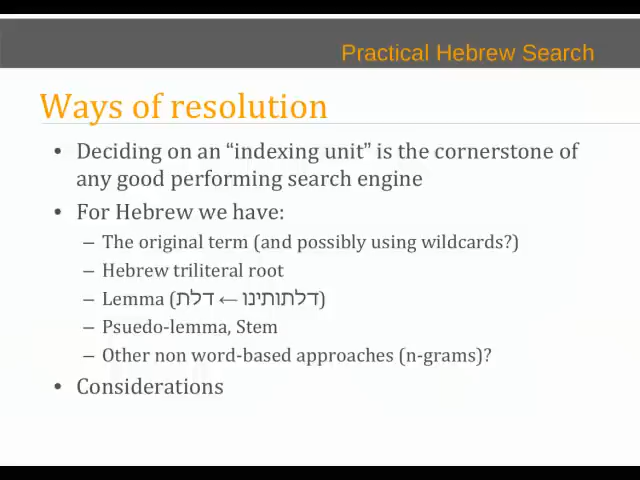 Practical Hebrew Search
Ways of resolution
• Deciding on an “indexing unit” is the cornerstone of
any good performing search engine
• For Hebrew we have:
– The original term (and possibly using wildcards?)
– Hebrew triliteral root
– Lemma (דלתותינו ← דלת)
– Psuedo-lemma, Stem
– Other non word-based approaches (n-grams)?
• Considerations